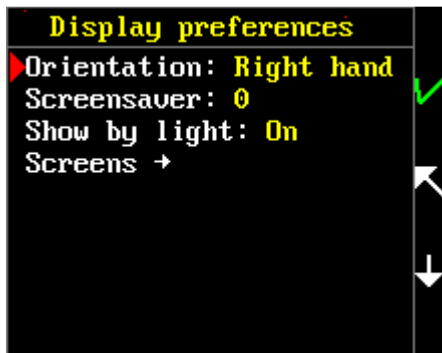 Display preferences
Orientation: Right hand
Screensaver: 0
Show by light: On
Screens →